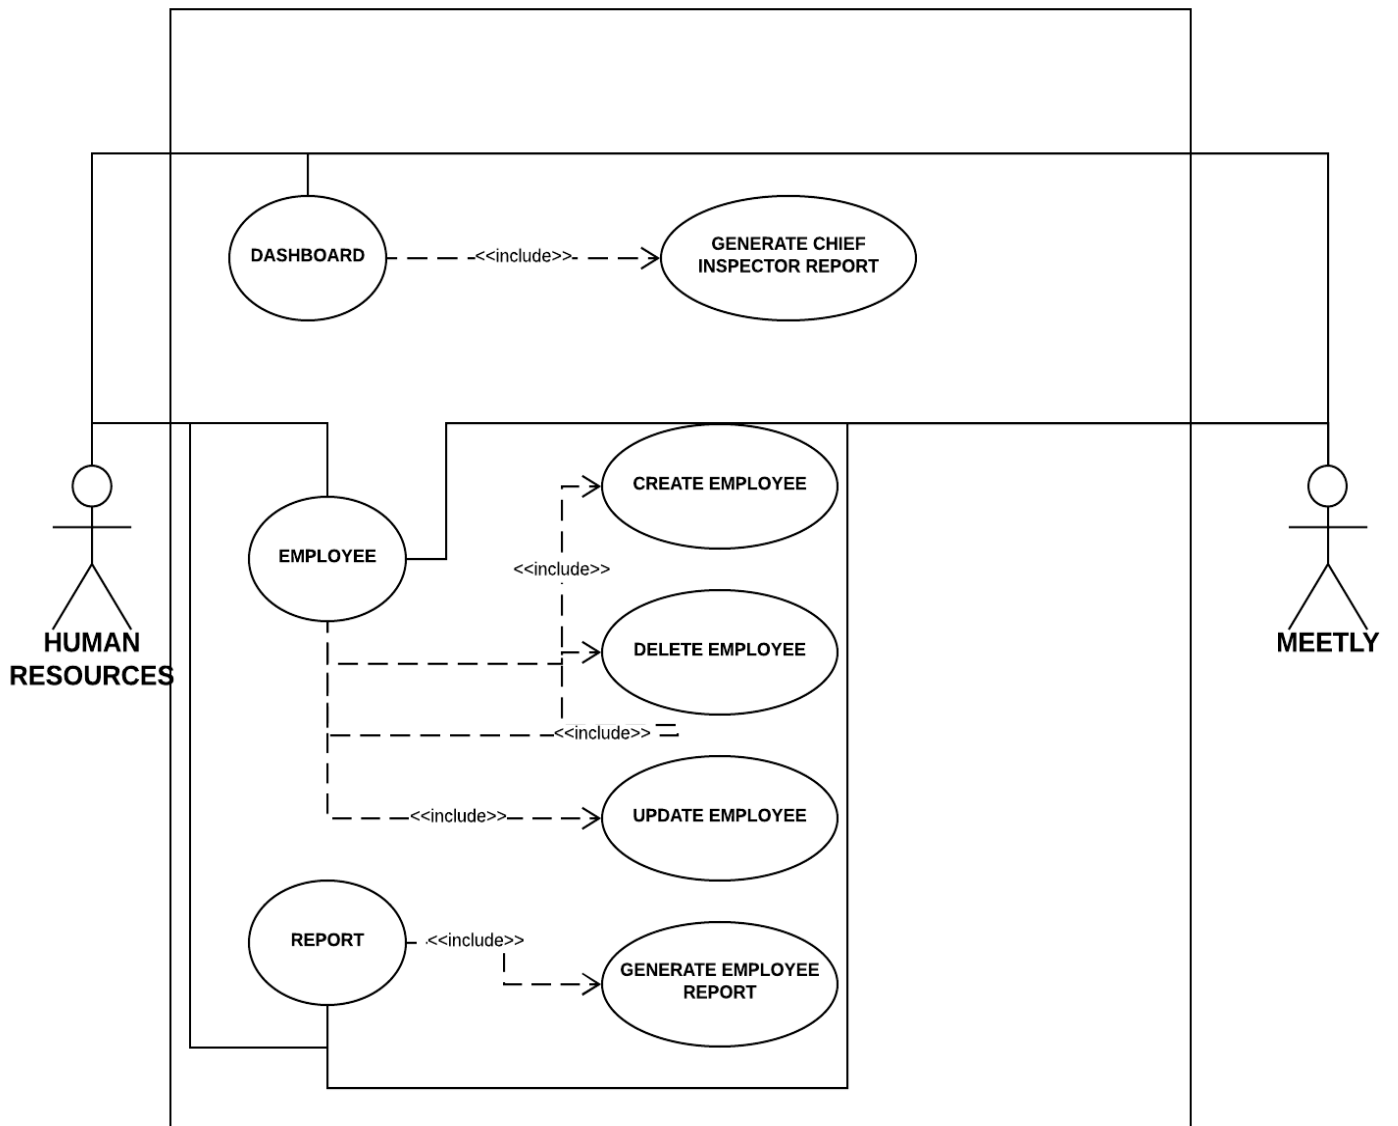 DASHBOARD
<<include>>
GENERATE CHIEF
INSPECTOR REPORT
CREATE EMPLOYEE
EMPLOYEE
<<include>>
DELETE EMPLOYEE
HUMAN
RESOURCES
MEETLY
<<include>>
<<include>>
UPDATE EMPLOYEE
REPORT
<<include>>
GENERATE EMPLOYEE
REPORT